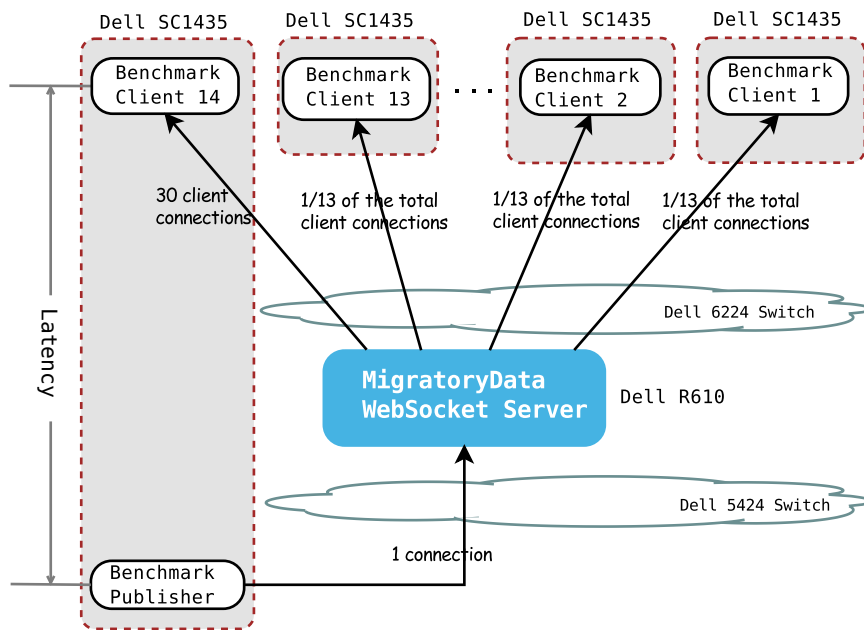 Dell SC1435
Dell SC1435
Dell SC1435
Dell SC1435
Benchmark
Client 14
Benchmark
Client 13
. . .
Benchmark
Client 2
Benchmark
Client 1
30 client
connections
1/13 of the total
client connections
1/13 of the total
client connections
1/13 of the total
client connections
Latency
Dell 6224 Switch
MigratoryData
WebSocket Server
Dell R610
Dell 5424 Switch
1 connection
Benchmark
Publisher